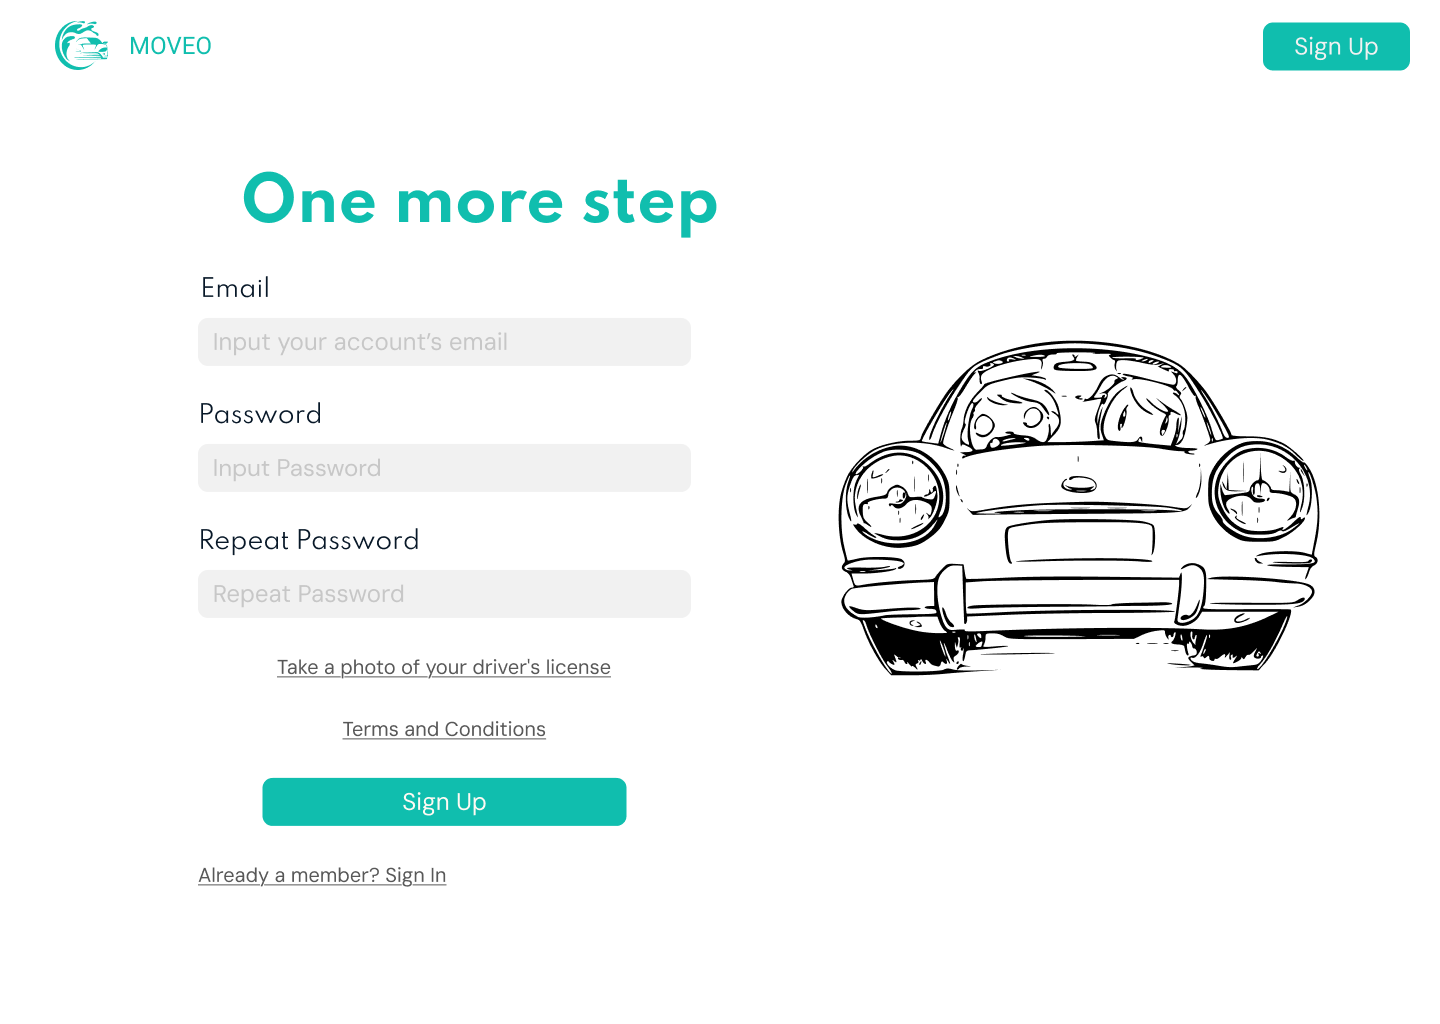 MOVEO
Sign Up
One more step
Email
Input your account’s email
Password
Input Password
Repeat Password
Repeat Password
Take a photo of your driver's license
Terms and Conditions
Sign Up
Already a member? Sign In